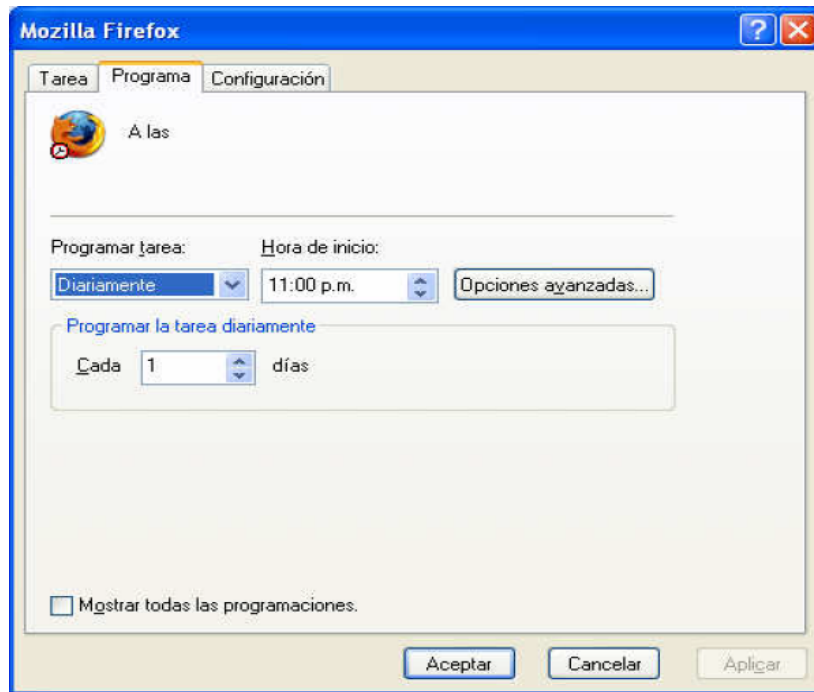 Mozilla Firefox
Tarea Programa Configuración
A las
Programar tarea: Hora de inicio:
Diariamente 11:00 p.m. Opciones avanzadas...
Programar la tarea diariamente
Cada 1 días
Mostrar todas las programaciones.
Aceptar Cancelar Aplicar